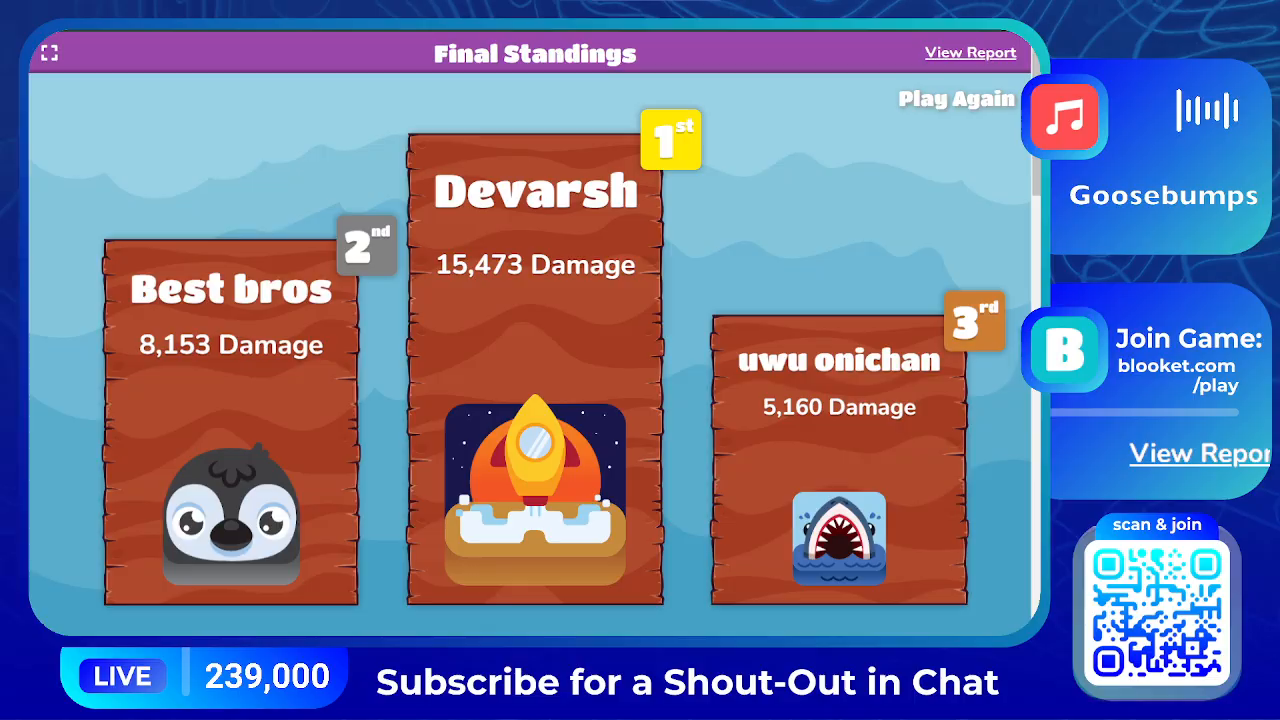 Final Standings
View Report
Play Again
1st
Devarsh
15,473 Damage
2nd
Best bros
8,153 Damage
3rd
uwu onichan
5,160 Damage
Goosebumps
B
Join Game:
blooket.com
/play
View Repor
scan & join
LIVE
239,000
Subscribe for a Shout-Out in Chat